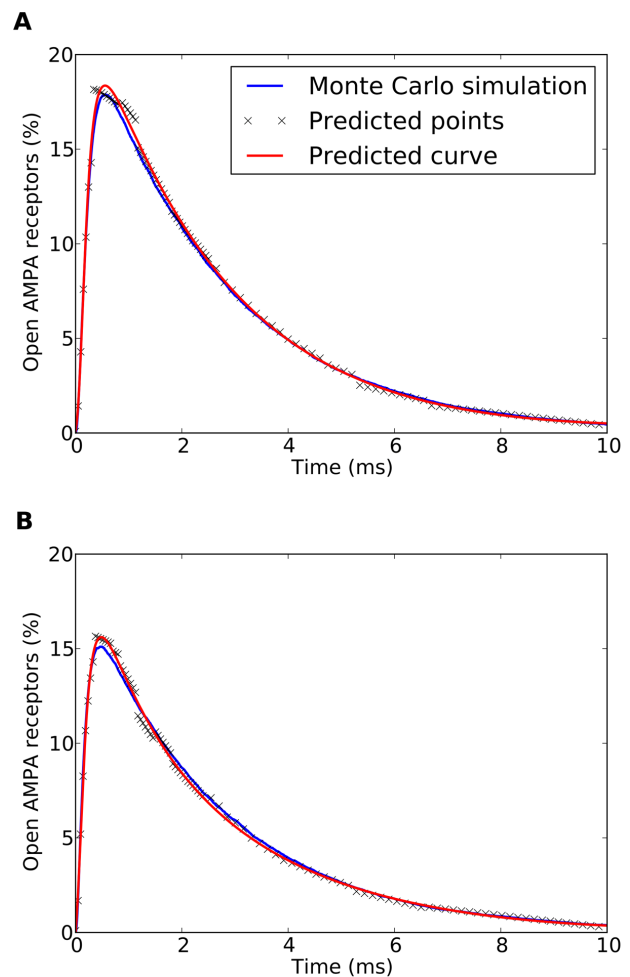 A
20
15
10
5
0
Open AMPA receptors (%)
Monte Carlo simulation
Predicted points
Predicted curve
0 2 4 6 8 10
Time (ms)
B
20
15
10
5
0
Open AMPA receptors (%)
0 2 4 6 8 10
Time (ms)